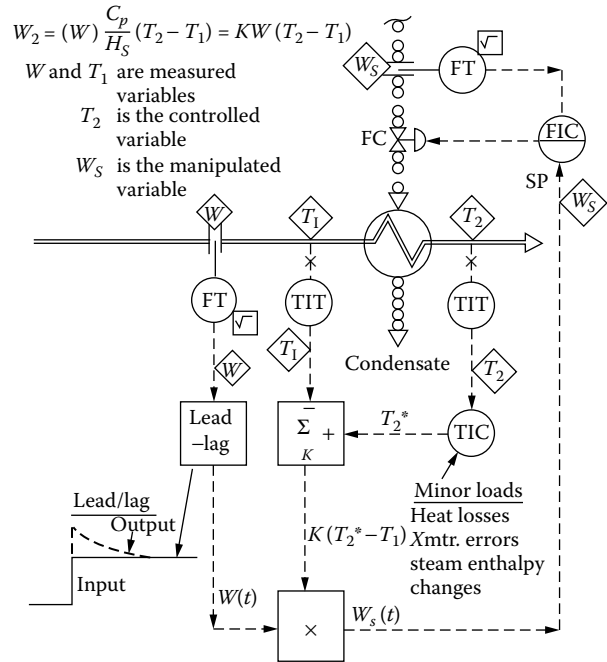 W₂ = (W) Cₚ/H_S (T₂ – T₁) = KW (T₂ – T₁)
W and T₁ are measured
variables
T₂ is the controlled
variable
W_S is the manipulated
variable
W_S
FT
√
FC
FIC
SP
W_S
W
T₁
T₂
FT
√
TIT
TIT
W
T₁
Condensate
T₂
Lead
–lag
– Σ +
K
T₂*
TIC
Lead/lag
Output
Input
Minor loads
Heat losses
Xmtr. errors
steam enthalpy
changes
K(T₂* – T₁)
W(t)
×
W_s(t)